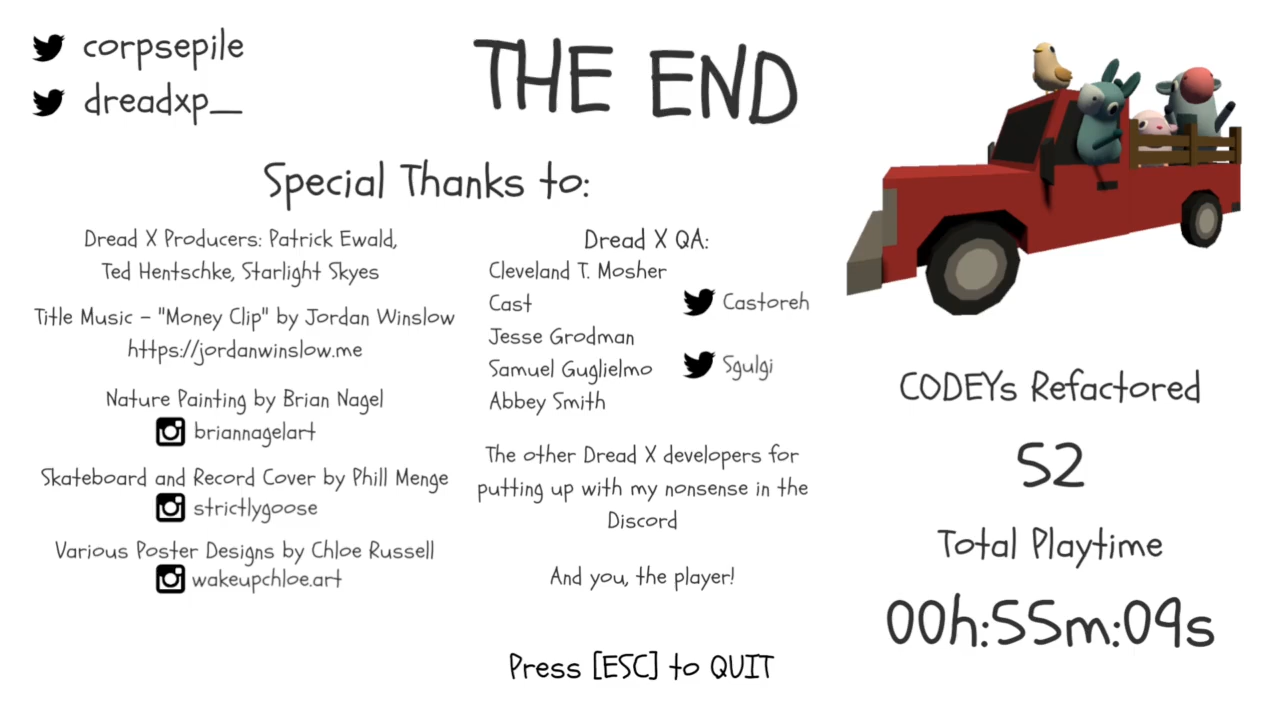 corpsepile
dreadxp__
THE END
Special Thanks to:
Dread X Producers: Patrick Ewald,
Ted Hentschke, Starlight Skyes
Title Music - "Money Clip" by Jordan Winslow
https://jordanwinslow.me
Nature Painting by Brian Nagel
briannagelart
Skateboard and Record Cover by Phill Menge
strictlygoose
Various Poster Designs by Chloe Russell
wakeupchloe.art
Dread X QA:
Cleveland T. Mosher
Cast
Castoreh
Jesse Grodman
Samuel Guglielmo
Sgulgi
Abbey Smith
The other Dread X developers for
putting up with my nonsense in the
Discord
And you, the player!
Press [ESC] to QUIT
CODEYs Refactored
52
Total Playtime
00h:55m:09s